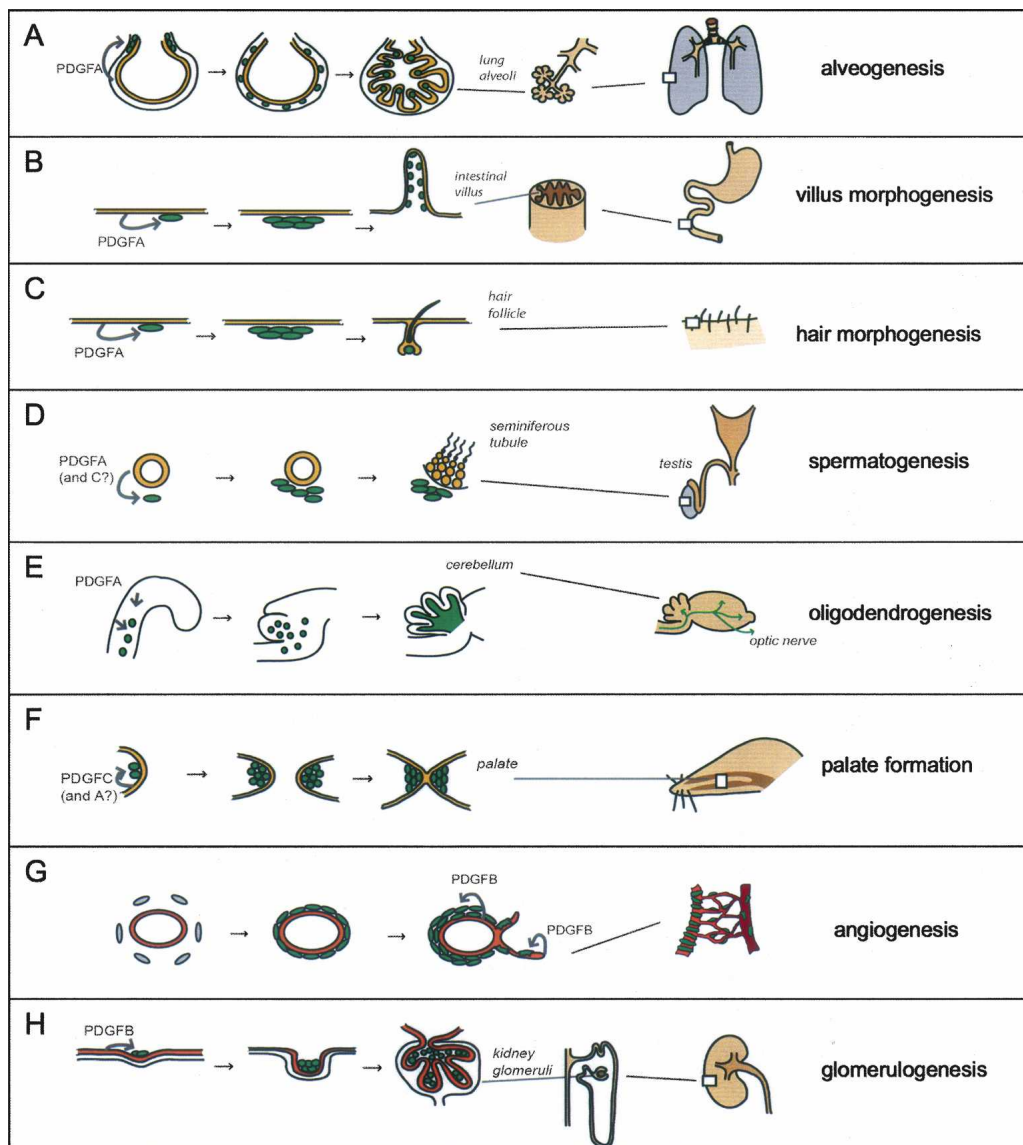 A
PDGFA
lung
alveoli
alveogenesis
B
PDGFA
intestinal
villus
villus morphogenesis
C
PDGFA
hair
follicle
hair morphogenesis
D
PDGFA
(and C?)
seminiferous
tubule
testis
spermatogenesis
E
PDGFA
cerebellum
optic nerve
oligodendrogenesis
F
PDGFC
(and A?)
palate
palate formation
G
PDGFB
PDGFB
angiogenesis
H
PDGFB
kidney
glomeruli
glomerulogenesis